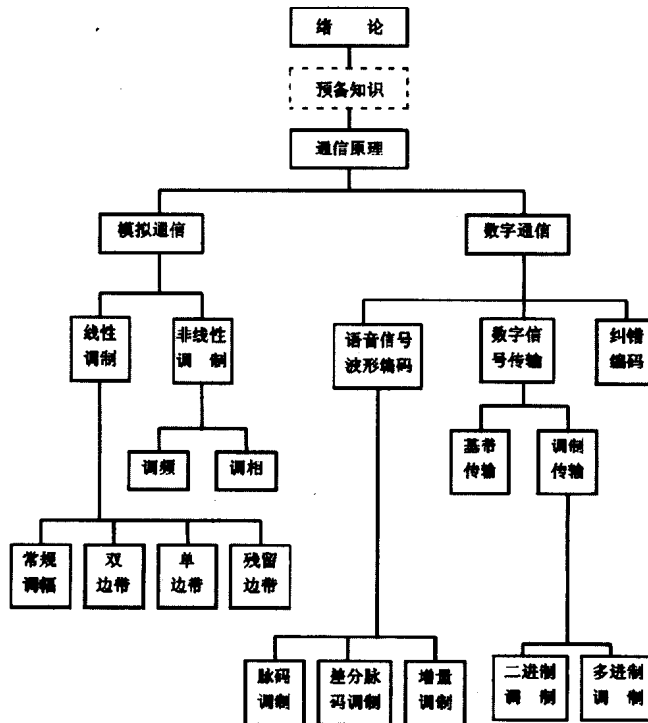 绪 论
预备知识
通信原理
模拟通信
数字通信
线性
调制
非线性
调 制
语音信号
波形编码
数字信
号传输
纠错
编码
调频
调相
基带
传输
调制
传输
常规
调幅
双
边带
单
边带
残留
边带
脉码
调制
差分脉
码调制
增量
调制
二进制
调 制
多进制
调 制